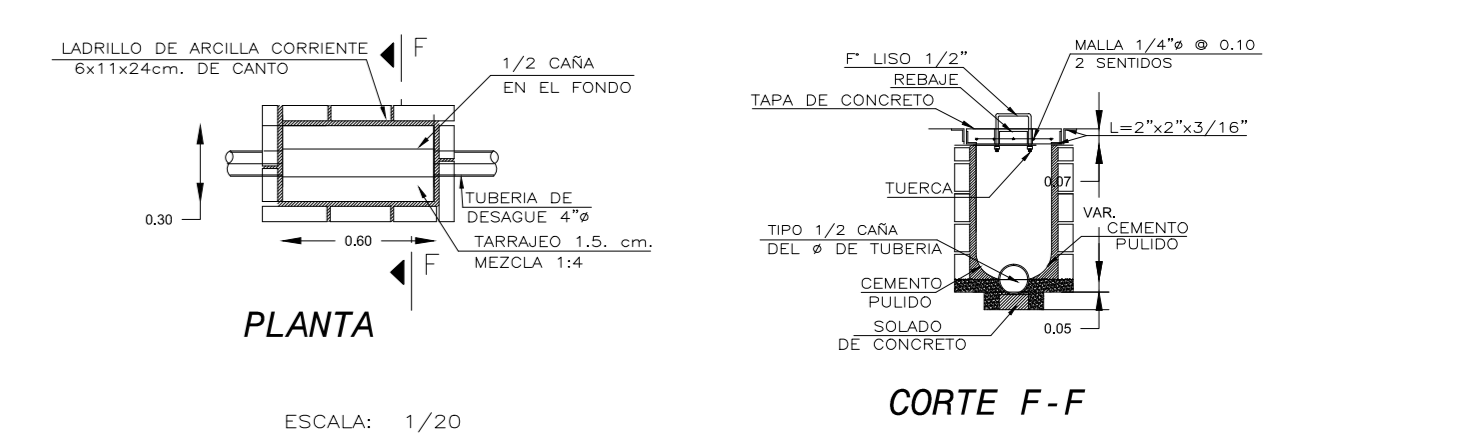 LADRILLO DE ARCILLA CORRIENTE
6x11x24cm. DE CANTO
F
1/2 CAÑA
EN EL FONDO
0.30
0.60
TUBERIA DE
DESAGUE 4"ø
TARRAJEO 1.5. cm.
MEZCLA 1:4
F
PLANTA
ESCALA: 1/20
F° LISO 1/2"
REBAJE
TAPA DE CONCRETO
MALLA 1/4"ø @ 0.10
2 SENTIDOS
L=2"x2"x3/16"
TUERCA
0.07
VAR.
TIPO 1/2 CAÑA
DEL ø DE TUBERIA
CEMENTO
PULIDO
CEMENTO
PULIDO
SOLADO
DE CONCRETO
0.05
CORTE F-F